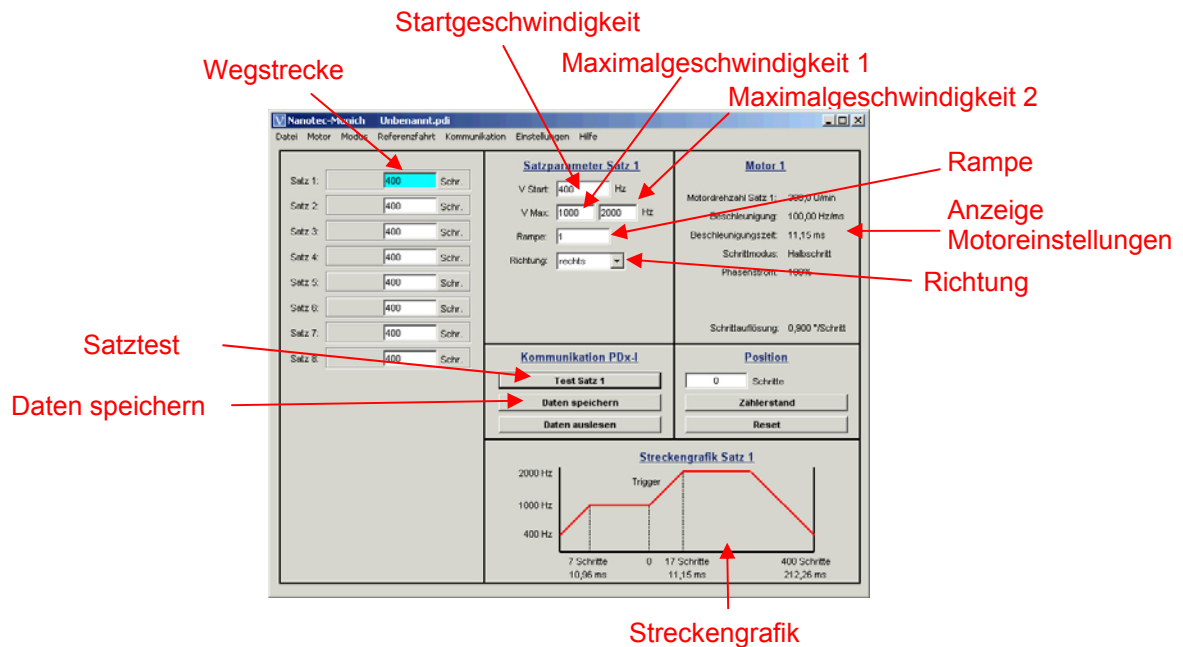 Startgeschwindigkeit
Wegstrecke
Maximalgeschwindigkeit 1
Maximalgeschwindigkeit 2
Nanotec-Munich Unbenannt.pdi
Datei Motor Modus Referenzfahrt Kommunikation Einstellungen Hilfe
Satz 1: 400 Schr.
Satz 2: 400 Schr.
Satz 3: 400 Schr.
Satz 4: 400 Schr.
Satz 5: 400 Schr.
Satz 6: 400 Schr.
Satz 7: 400 Schr.
Satz 8: 400 Schr.
Satzparameter Satz 1
V Start: 400 Hz
V Max: 1000 2000 Hz
Rampe: 1
Richtung: rechts
Motor 1
Motordrehzahl Satz 1: U/min
Beschleunigung: 100,00 Hz/ms
Beschleunigungszeit: 11,15 ms
Schrittmodus: Halbschritt
Phasenstrom: 100%
Schrittauflösung: 0,900 °/Schritt
Rampe
Anzeige
Motoreinstellungen
Richtung
Satztest
Daten speichern
Kommunikation PDx-I
Test Satz 1
Daten speichern
Daten auslesen
Position
0 Schritte
Zählerstand
Reset
Streckengrafik Satz 1
2000 Hz
Trigger
1000 Hz
400 Hz
7 Schritte 0 17 Schritte 400 Schritte
10,96 ms 11,15 ms 212,26 ms
Streckengrafik